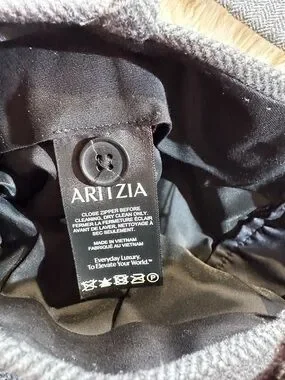 ARITZIA
CLOSE ZIPPER BEFORE
CLEANING, DRY CLEAN ONLY.
FERMER LA FERMETURE ÉCLAIR
AVANT DE LAVER, NETTOYAGE À
SEC SEULEMENT.
MADE IN VIETNAM
FABRIQUÉ AU VIETNAM
Everyday Luxury.
To Elevate Your World.™
P